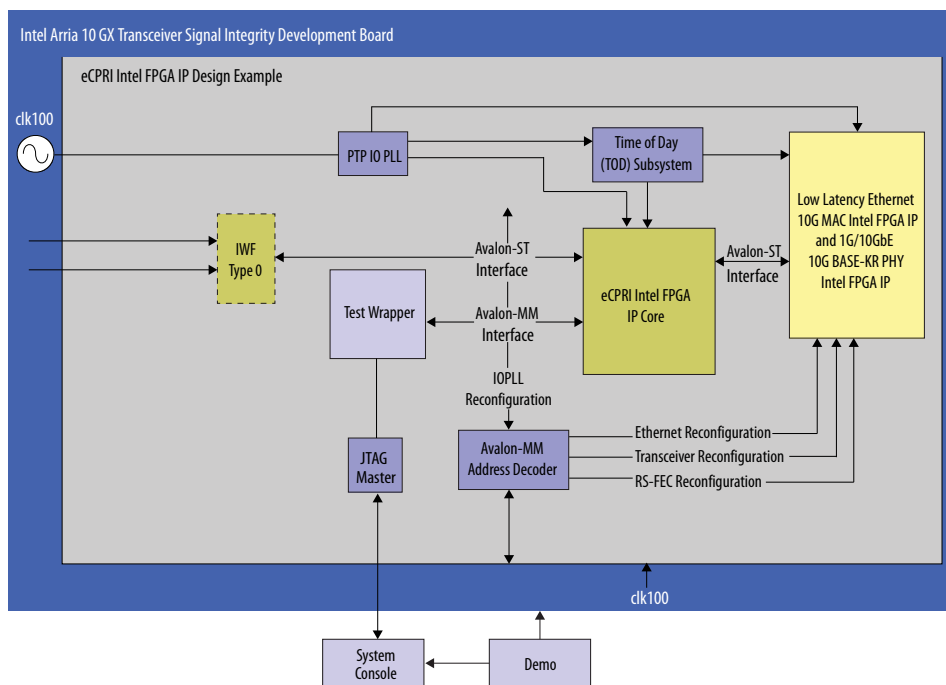 Intel Arria 10 GX Transceiver Signal Integrity Development Board
eCPRI Intel FPGA IP Design Example
clk100
PTP IO PLL
Time of Day
(TOD) Subsystem
Low Latency Ethernet
10G MAC Intel FPGA IP
and 1G/10GbE
10G BASE-KR PHY
Intel FPGA IP
IWF
Type 0
Avalon-ST
Interface
eCPRI Intel FPGA
IP Core
Avalon-ST
Interface
Test Wrapper
Avalon-MM
Interface
IOPLL
Reconfiguration
JTAG
Master
Avalon-MM
Address Decoder
Ethernet Reconfiguration
Transceiver Reconfiguration
RS-FEC Reconfiguration
clk100
System
Console
Demo